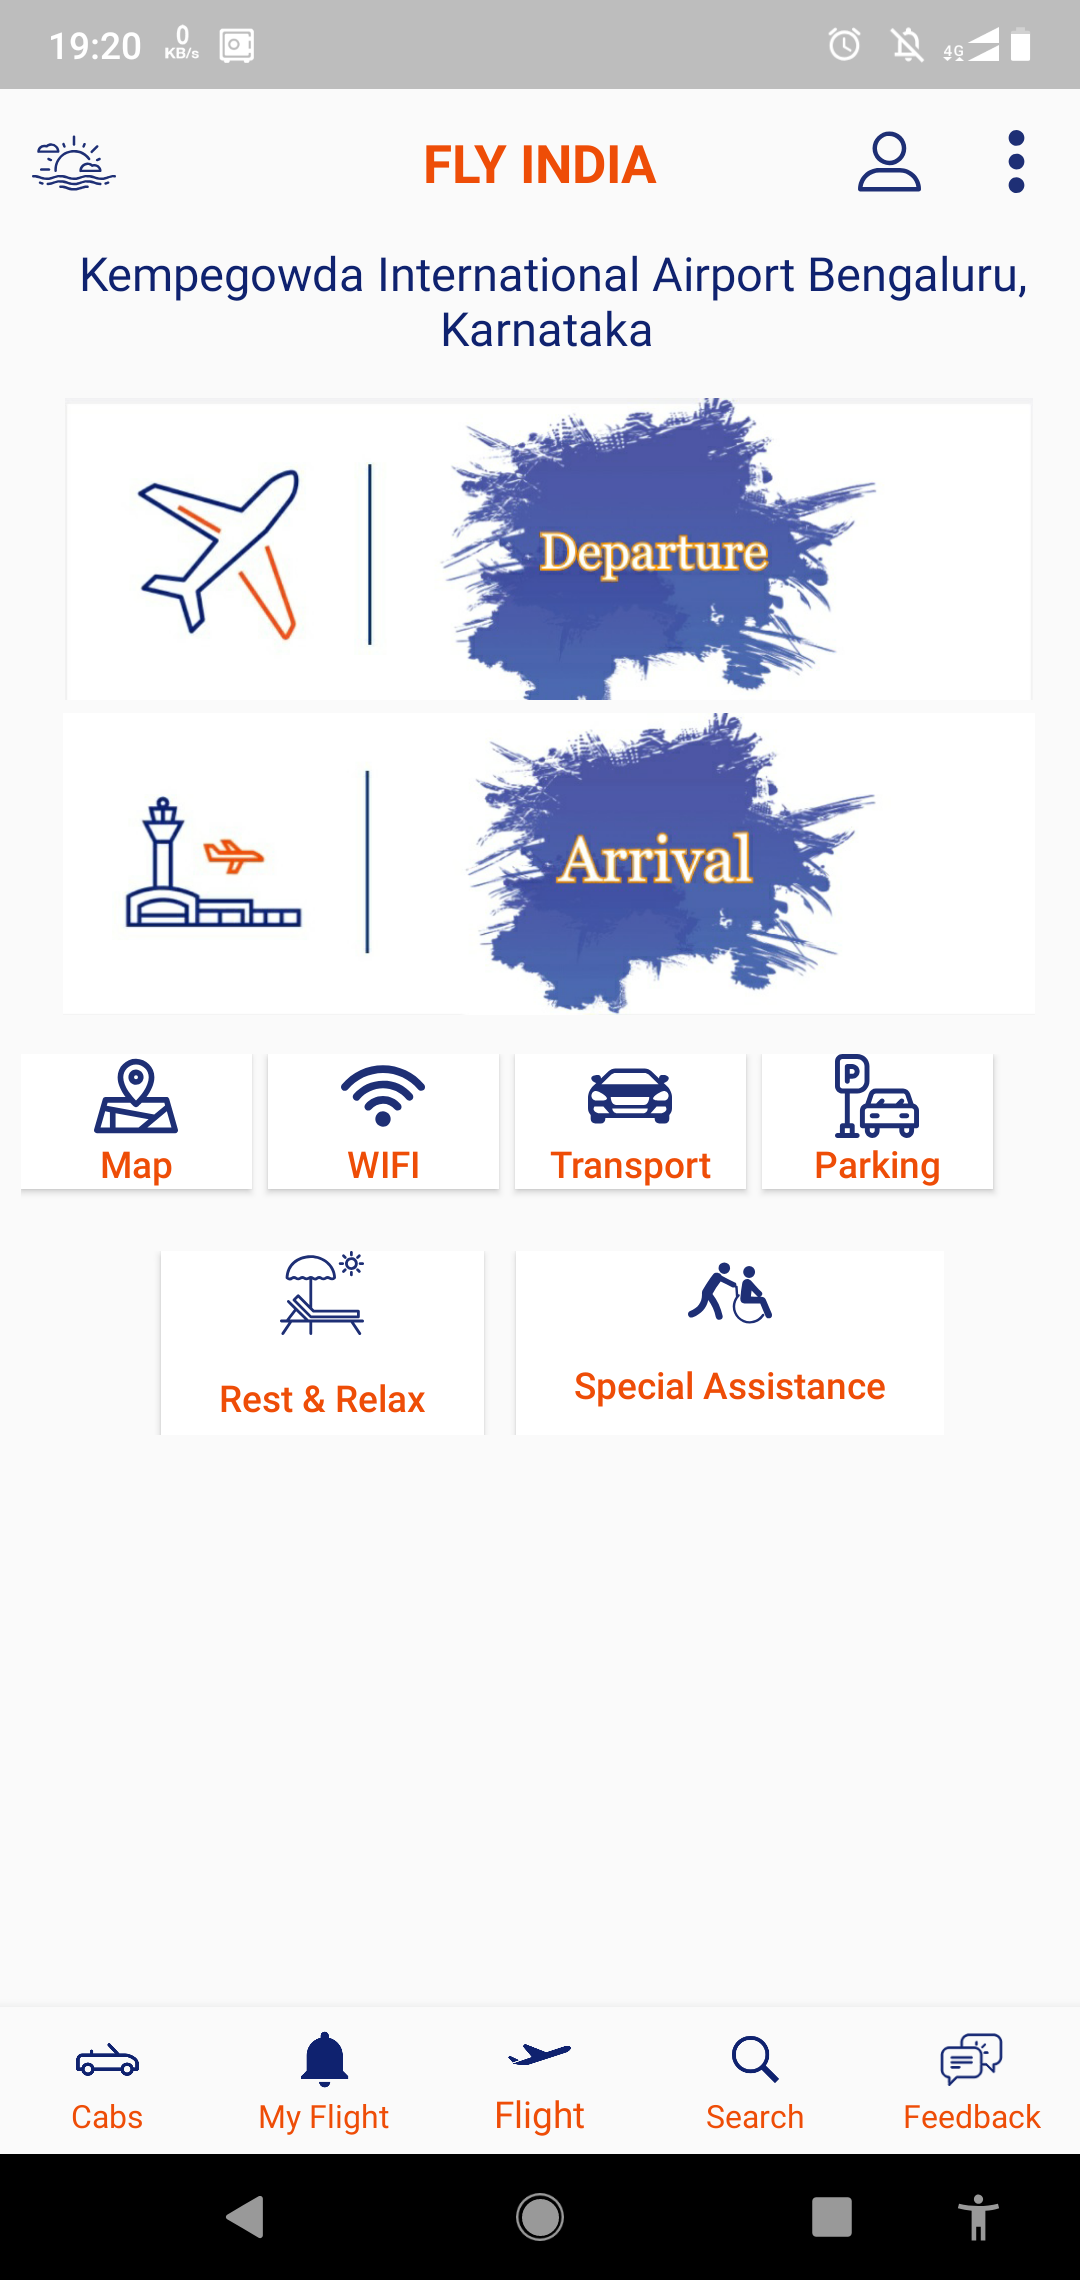 19:20
0
KB/s
4G
FLY INDIA
Kempegowda International Airport Bengaluru,
Karnataka
Departure
Arrival
P
Map
WIFI
Transport
Parking
Rest & Relax
Special Assistance
Cabs
My Flight
Flight
Search
Feedback